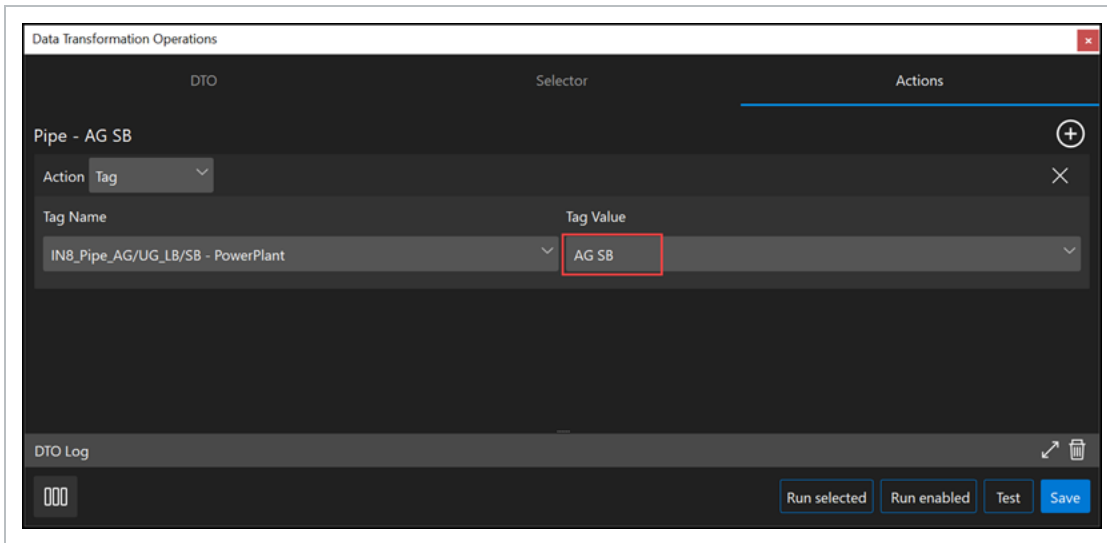 Data Transformation Operations
DTO Selector Actions
Pipe - AG SB
Action Tag
Tag Name Tag Value
IN8_Pipe_AG/UG_LB/SB - PowerPlant AG SB
DTO Log
Run selected Run enabled Test Save